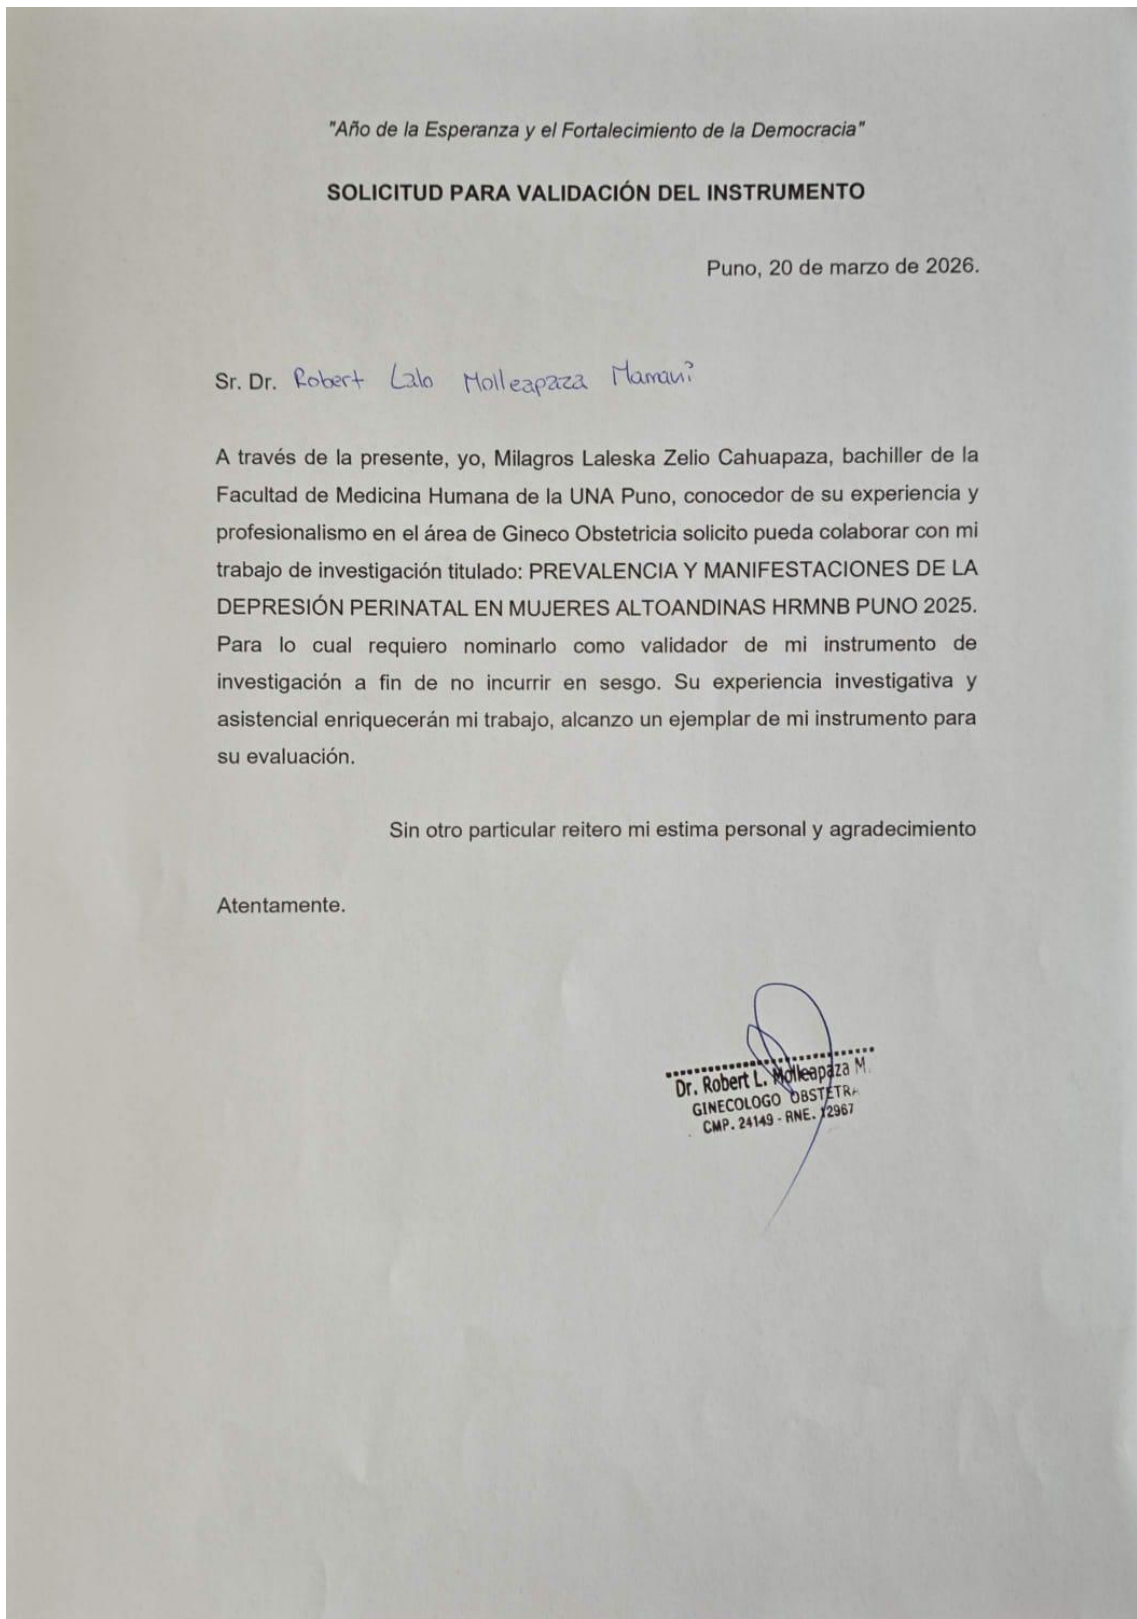 "Año de la Esperanza y el Fortalecimiento de la Democracia"
SOLICITUD PARA VALIDACIÓN DEL INSTRUMENTO
Puno, 20 de marzo de 2026.
Sr. Dr. Robert Lalo Molleapaza Mamani
A través de la presente, yo, Milagros Laleska Zelio Cahuapaza, bachiller de la
Facultad de Medicina Humana de la UNA Puno, conocedor de su experiencia y
profesionalismo en el área de Gineco Obstetricia solicito pueda colaborar con mi
trabajo de investigación titulado: PREVALENCIA Y MANIFESTACIONES DE LA
DEPRESIÓN PERINATAL EN MUJERES ALTOANDINAS HRMNB PUNO 2025.
Para lo cual requiero nominarlo como validador de mi instrumento de
investigación a fin de no incurrir en sesgo. Su experiencia investigativa y
asistencial enriquecerán mi trabajo, alcanzo un ejemplar de mi instrumento para
su evaluación.
Sin otro particular reitero mi estima personal y agradecimiento
Atentamente.
Dr. Robert L. Molleapaza M.
GINECOLOGO OBSTETRA
CMP. 24149 - RNE. 12967